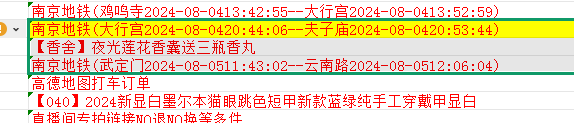 南京地铁(鸡鸣寺2024-08-0413:42:55--大行宫2024-08-0413:52:59)
南京地铁(大行宫2024-08-0420:44:06--夫子庙2024-08-0420:53:44)
【香舍】夜光莲花香囊送三瓶香丸
南京地铁(武定门2024-08-0511:43:02--云南路2024-08-0512:06:04)
高德地图打车订单
【040】2024新显白墨尔本猫眼跳色短甲新款蓝绿纯手工穿戴甲显白
直播间专拍链接NO退NO换等条件